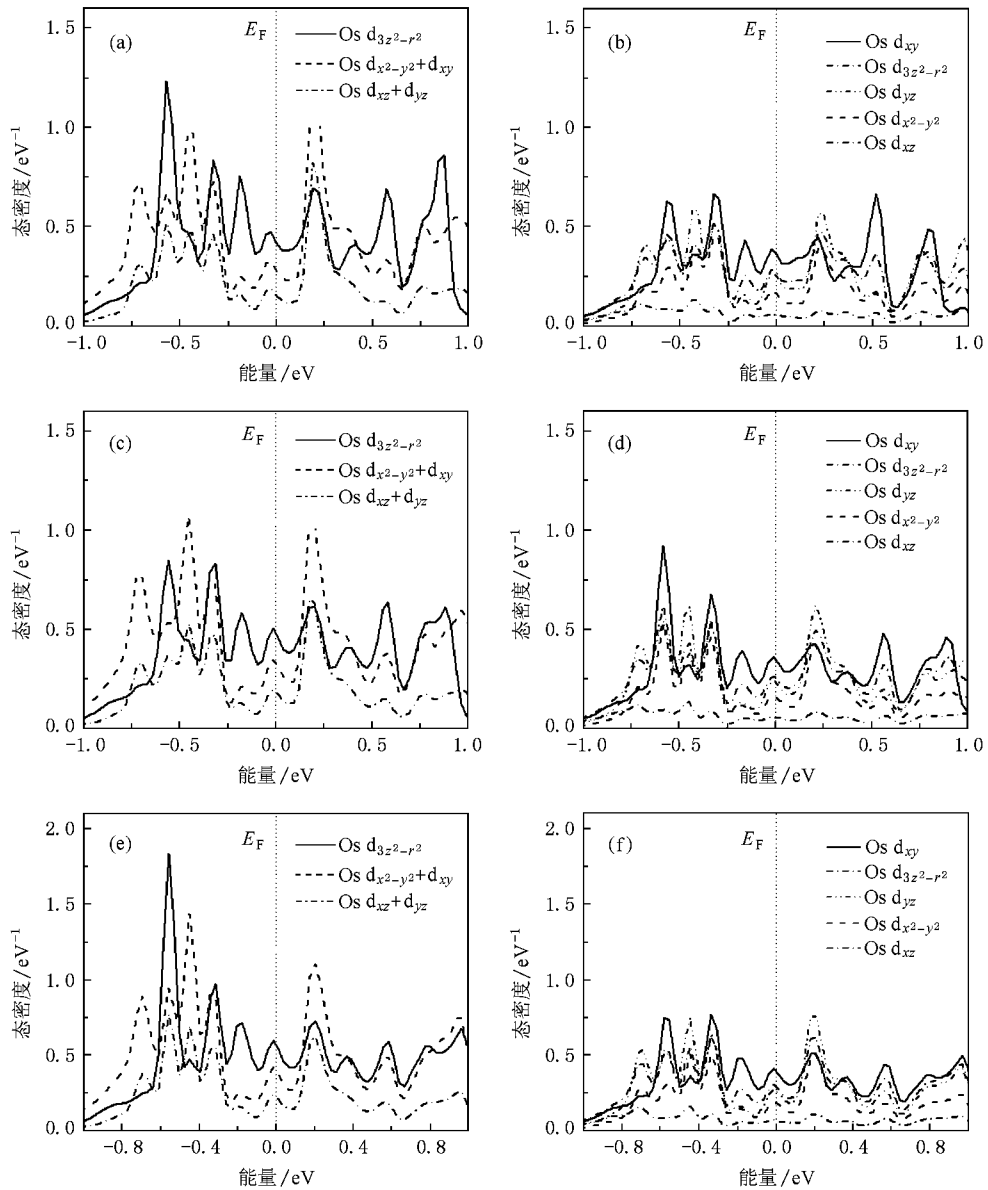 (a)
E_F
Os d_{3z²−r²}
Os d_{x²−y²}+d_{xy}
Os d_{xz}+d_{yz}
1.5
1.0
0.5
0.0
态密度/eV⁻¹
-1.0 -0.5 0.0 0.5 1.0
能量/eV
(b)
E_F
Os d_{xy}
Os d_{3z²−r²}
Os d_{yz}
Os d_{x²−y²}
Os d_{xz}
1.5
1.0
0.5
0.0
态密度/eV⁻¹
-1.0 -0.5 0.0 0.5 1.0
能量/eV
(c)
E_F
Os d_{3z²−r²}
Os d_{x²−y²}+d_{xy}
Os d_{xz}+d_{yz}
1.5
1.0
0.5
0.0
态密度/eV⁻¹
-1.0 -0.5 0.0 0.5 1.0
能量/eV
(d)
E_F
Os d_{xy}
Os d_{3z²−r²}
Os d_{yz}
Os d_{x²−y²}
Os d_{xz}
1.5
1.0
0.5
0.0
态密度/eV⁻¹
-1.0 -0.5 0.0 0.5 1.0
能量/eV
(e)
E_F
Os d_{3z²−r²}
Os d_{x²−y²}+d_{xy}
Os d_{xz}+d_{yz}
2.0
1.5
1.0
0.5
0.0
态密度/eV⁻¹
-0.8 -0.4 0.0 0.4 0.8
能量/eV
(f)
E_F
Os d_{xy}
Os d_{3z²−r²}
Os d_{yz}
Os d_{x²−y²}
Os d_{xz}
2.0
1.5
1.0
0.5
0.0
态密度/eV⁻¹
-0.8 -0.4 0.0 0.4 0.8
能量/eV